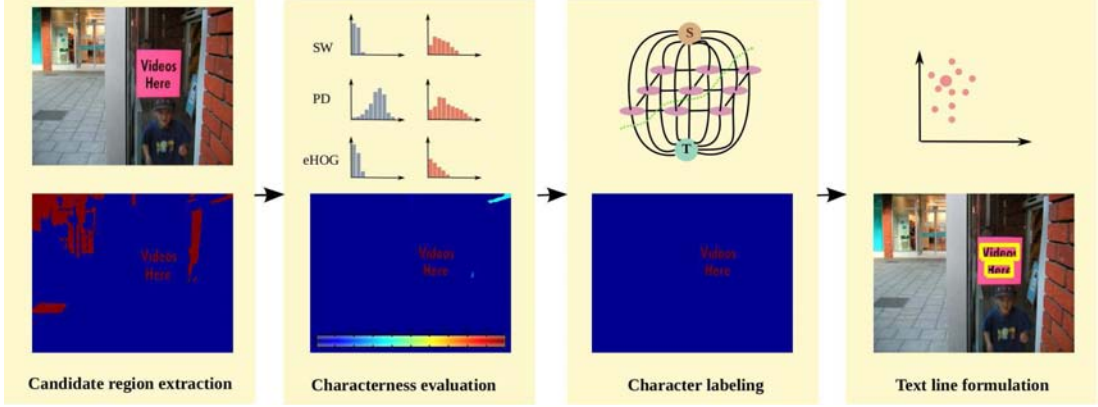 Videos
Here
Videos
Here
Candidate region extraction
SW
PD
eHOG
Videos
Here
Characterness evaluation
S
T
Videos
Here
Character labeling
Videos
Here
Text line formulation